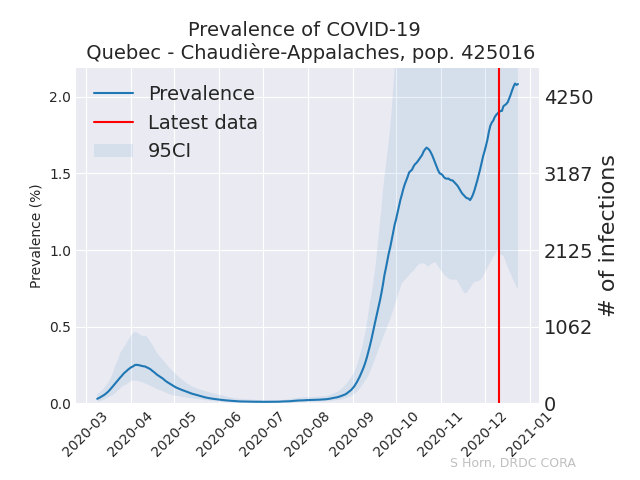 Prevalence of COVID-19
Quebec - Chaudière-Appalaches, pop. 425016
Prevalence
Latest data
95CI
Prevalence (%)
2.0
1.5
1.0
0.5
0.0
4250
3187
2125
1062
0
# of infections
2020-03
2020-04
2020-05
2020-06
2020-07
2020-08
2020-09
2020-10
2020-11
2020-12
2021-01
S Horn, DRDC CORA